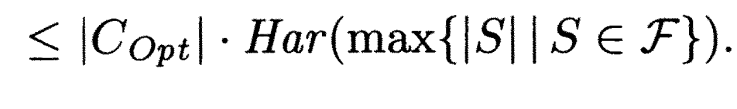 ≤ |C_{Opt}| · Har(max{|S| | S ∈ ℱ}).